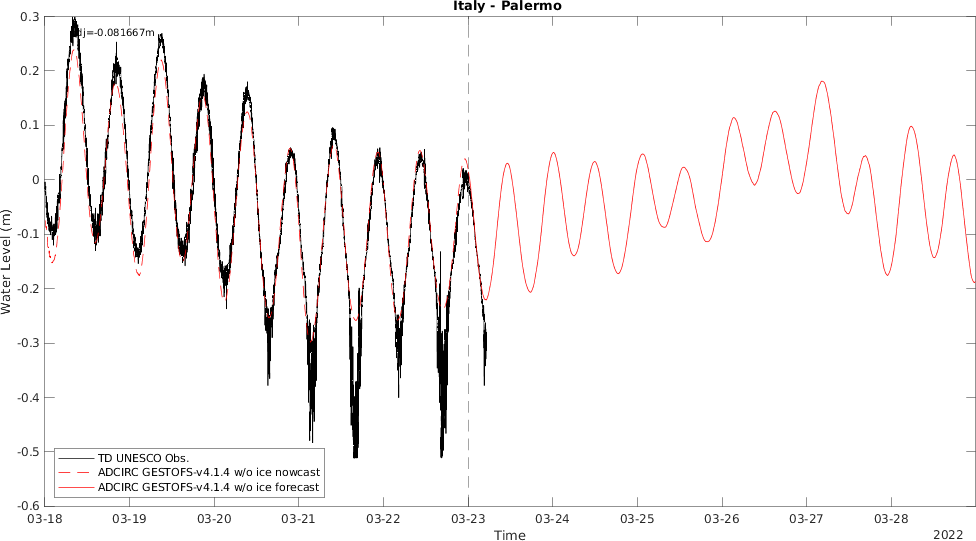 Italy - Palermo
dj=-0.081667m
0.3
0.2
0.1
0
-0.1
-0.2
-0.3
-0.4
-0.5
-0.6
Water Level (m)
TD UNESCO Obs.
ADCIRC GESTOFS-v4.1.4 w/o ice nowcast
ADCIRC GESTOFS-v4.1.4 w/o ice forecast
03-18 03-19 03-20 03-21 03-22 03-23 03-24 03-25 03-26 03-27 03-28
Time
2022